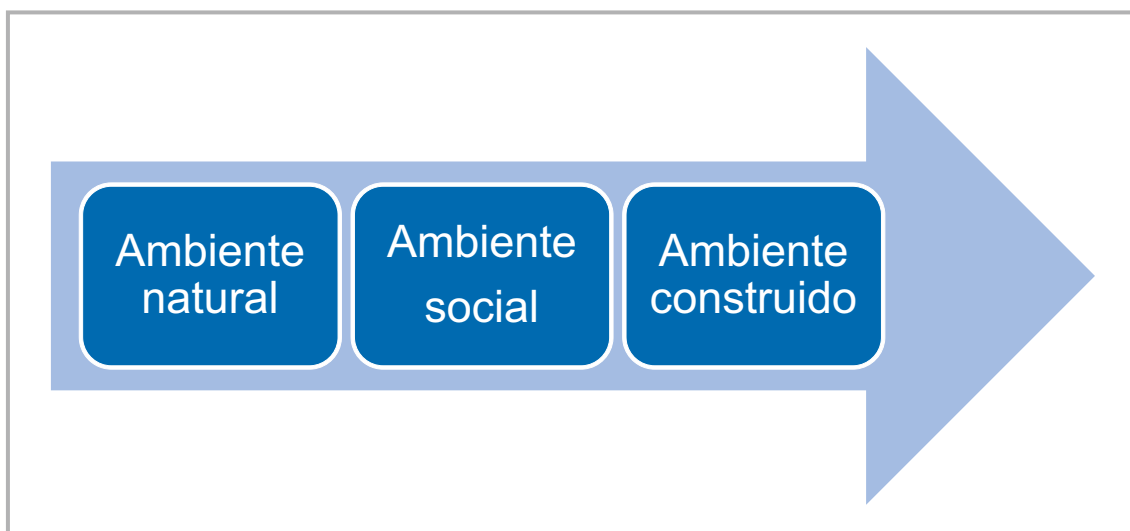 Ambiente
natural
Ambiente
social
Ambiente
construido